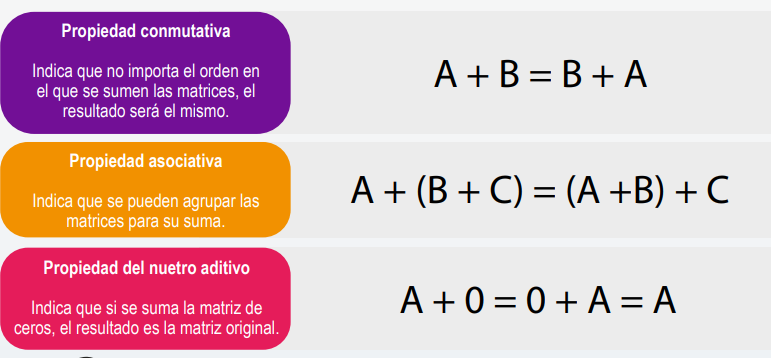 Propiedad conmutativa
Indica que no importa el orden en
el que se sumen las matrices, el
resultado será el mismo.
A + B = B + A
Propiedad asociativa
Indica que se pueden agrupar las
matrices para su suma.
A + (B + C) = (A +B) + C
Propiedad del nuetro aditivo
Indica que si se suma la matriz de
ceros, el resultado es la matriz original.
A + 0 = 0 + A = A